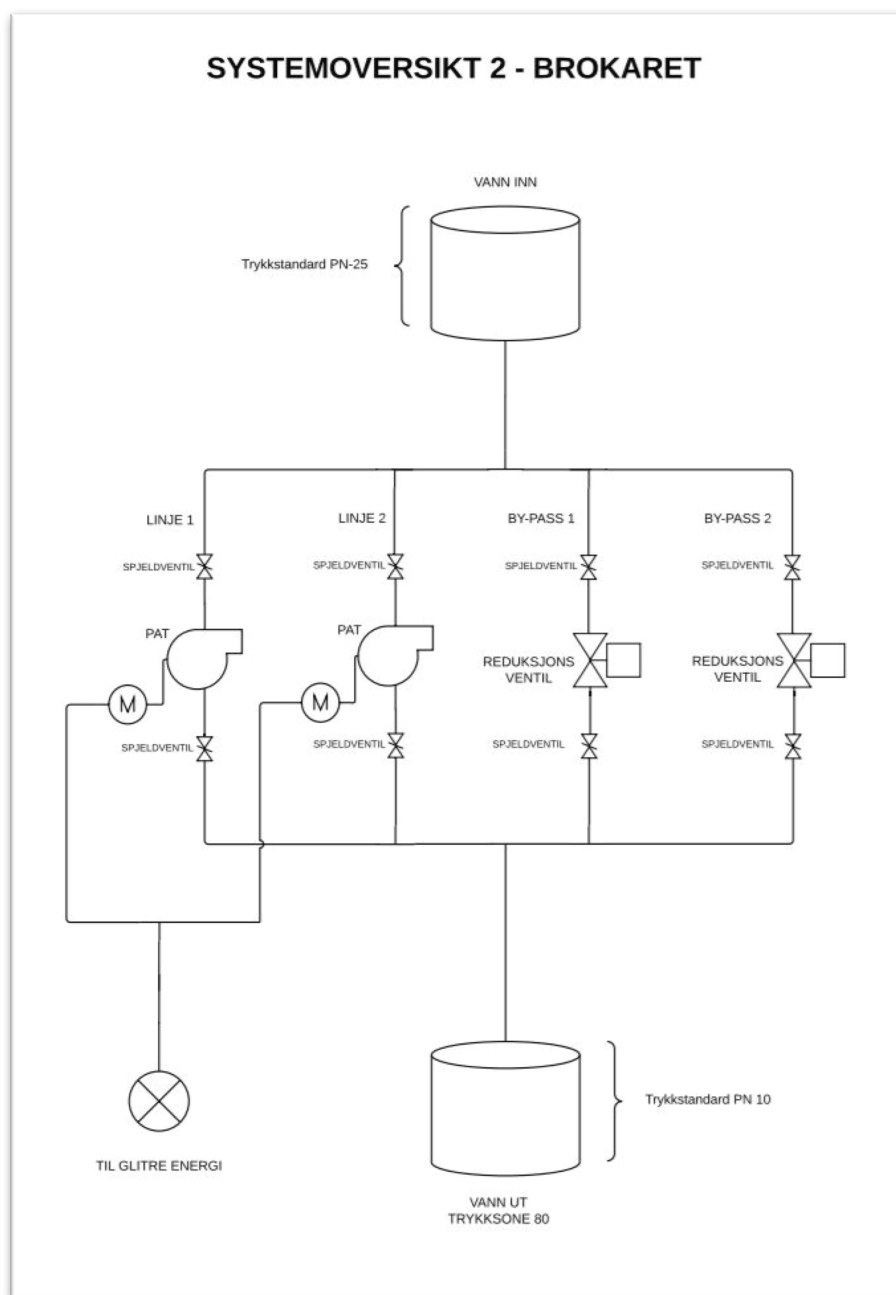 SYSTEMOVERSIKT 2 - BROKARET
VANN INN
Trykkstandard PN-25
LINJE 1
LINJE 2
BY-PASS 1
BY-PASS 2
SPJELDVENTIL
SPJELDVENTIL
SPJELDVENTIL
SPJELDVENTIL
PAT
PAT
REDUKSJONS
VENTIL
REDUKSJONS
VENTIL
M
M
SPJELDVENTIL
SPJELDVENTIL
SPJELDVENTIL
SPJELDVENTIL
Trykkstandard PN 10
TIL GLITRE ENERGI
VANN UT
TRYKKSONE 80